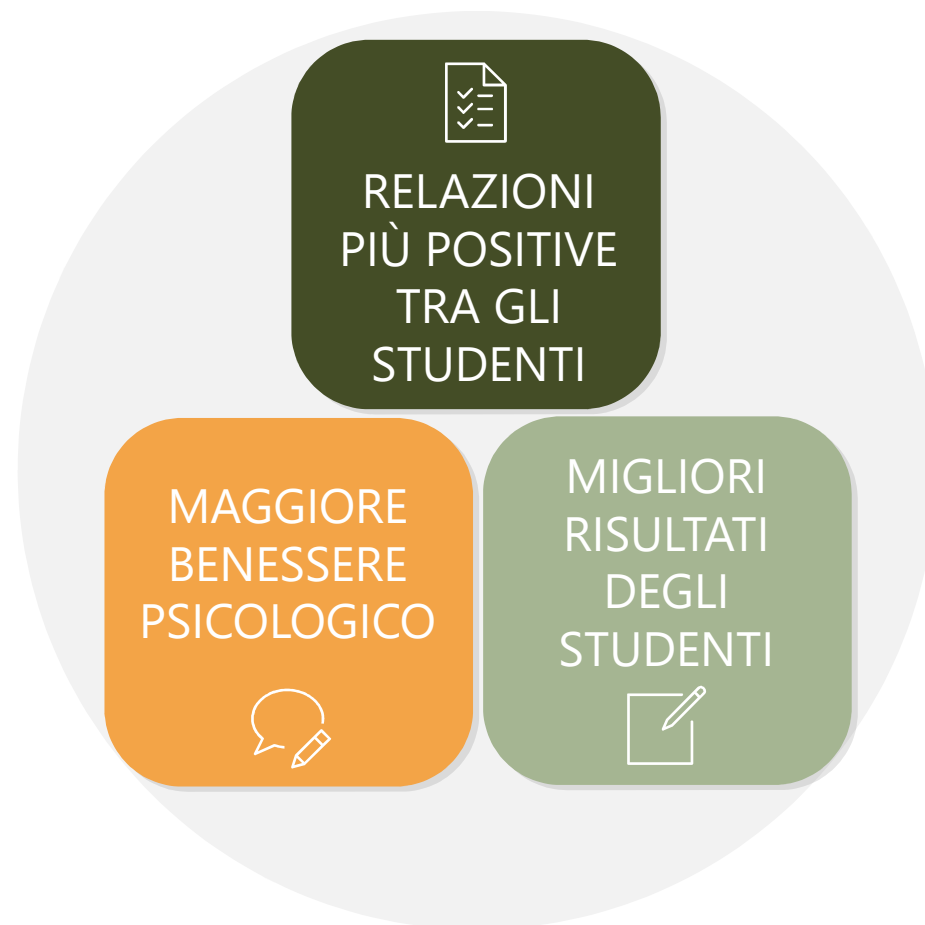 RELAZIONI
PIÙ POSITIVE
TRA GLI
STUDENTI
MAGGIORE
BENESSERE
PSICOLOGICO
MIGLIORI
RISULTATI
DEGLI
STUDENTI